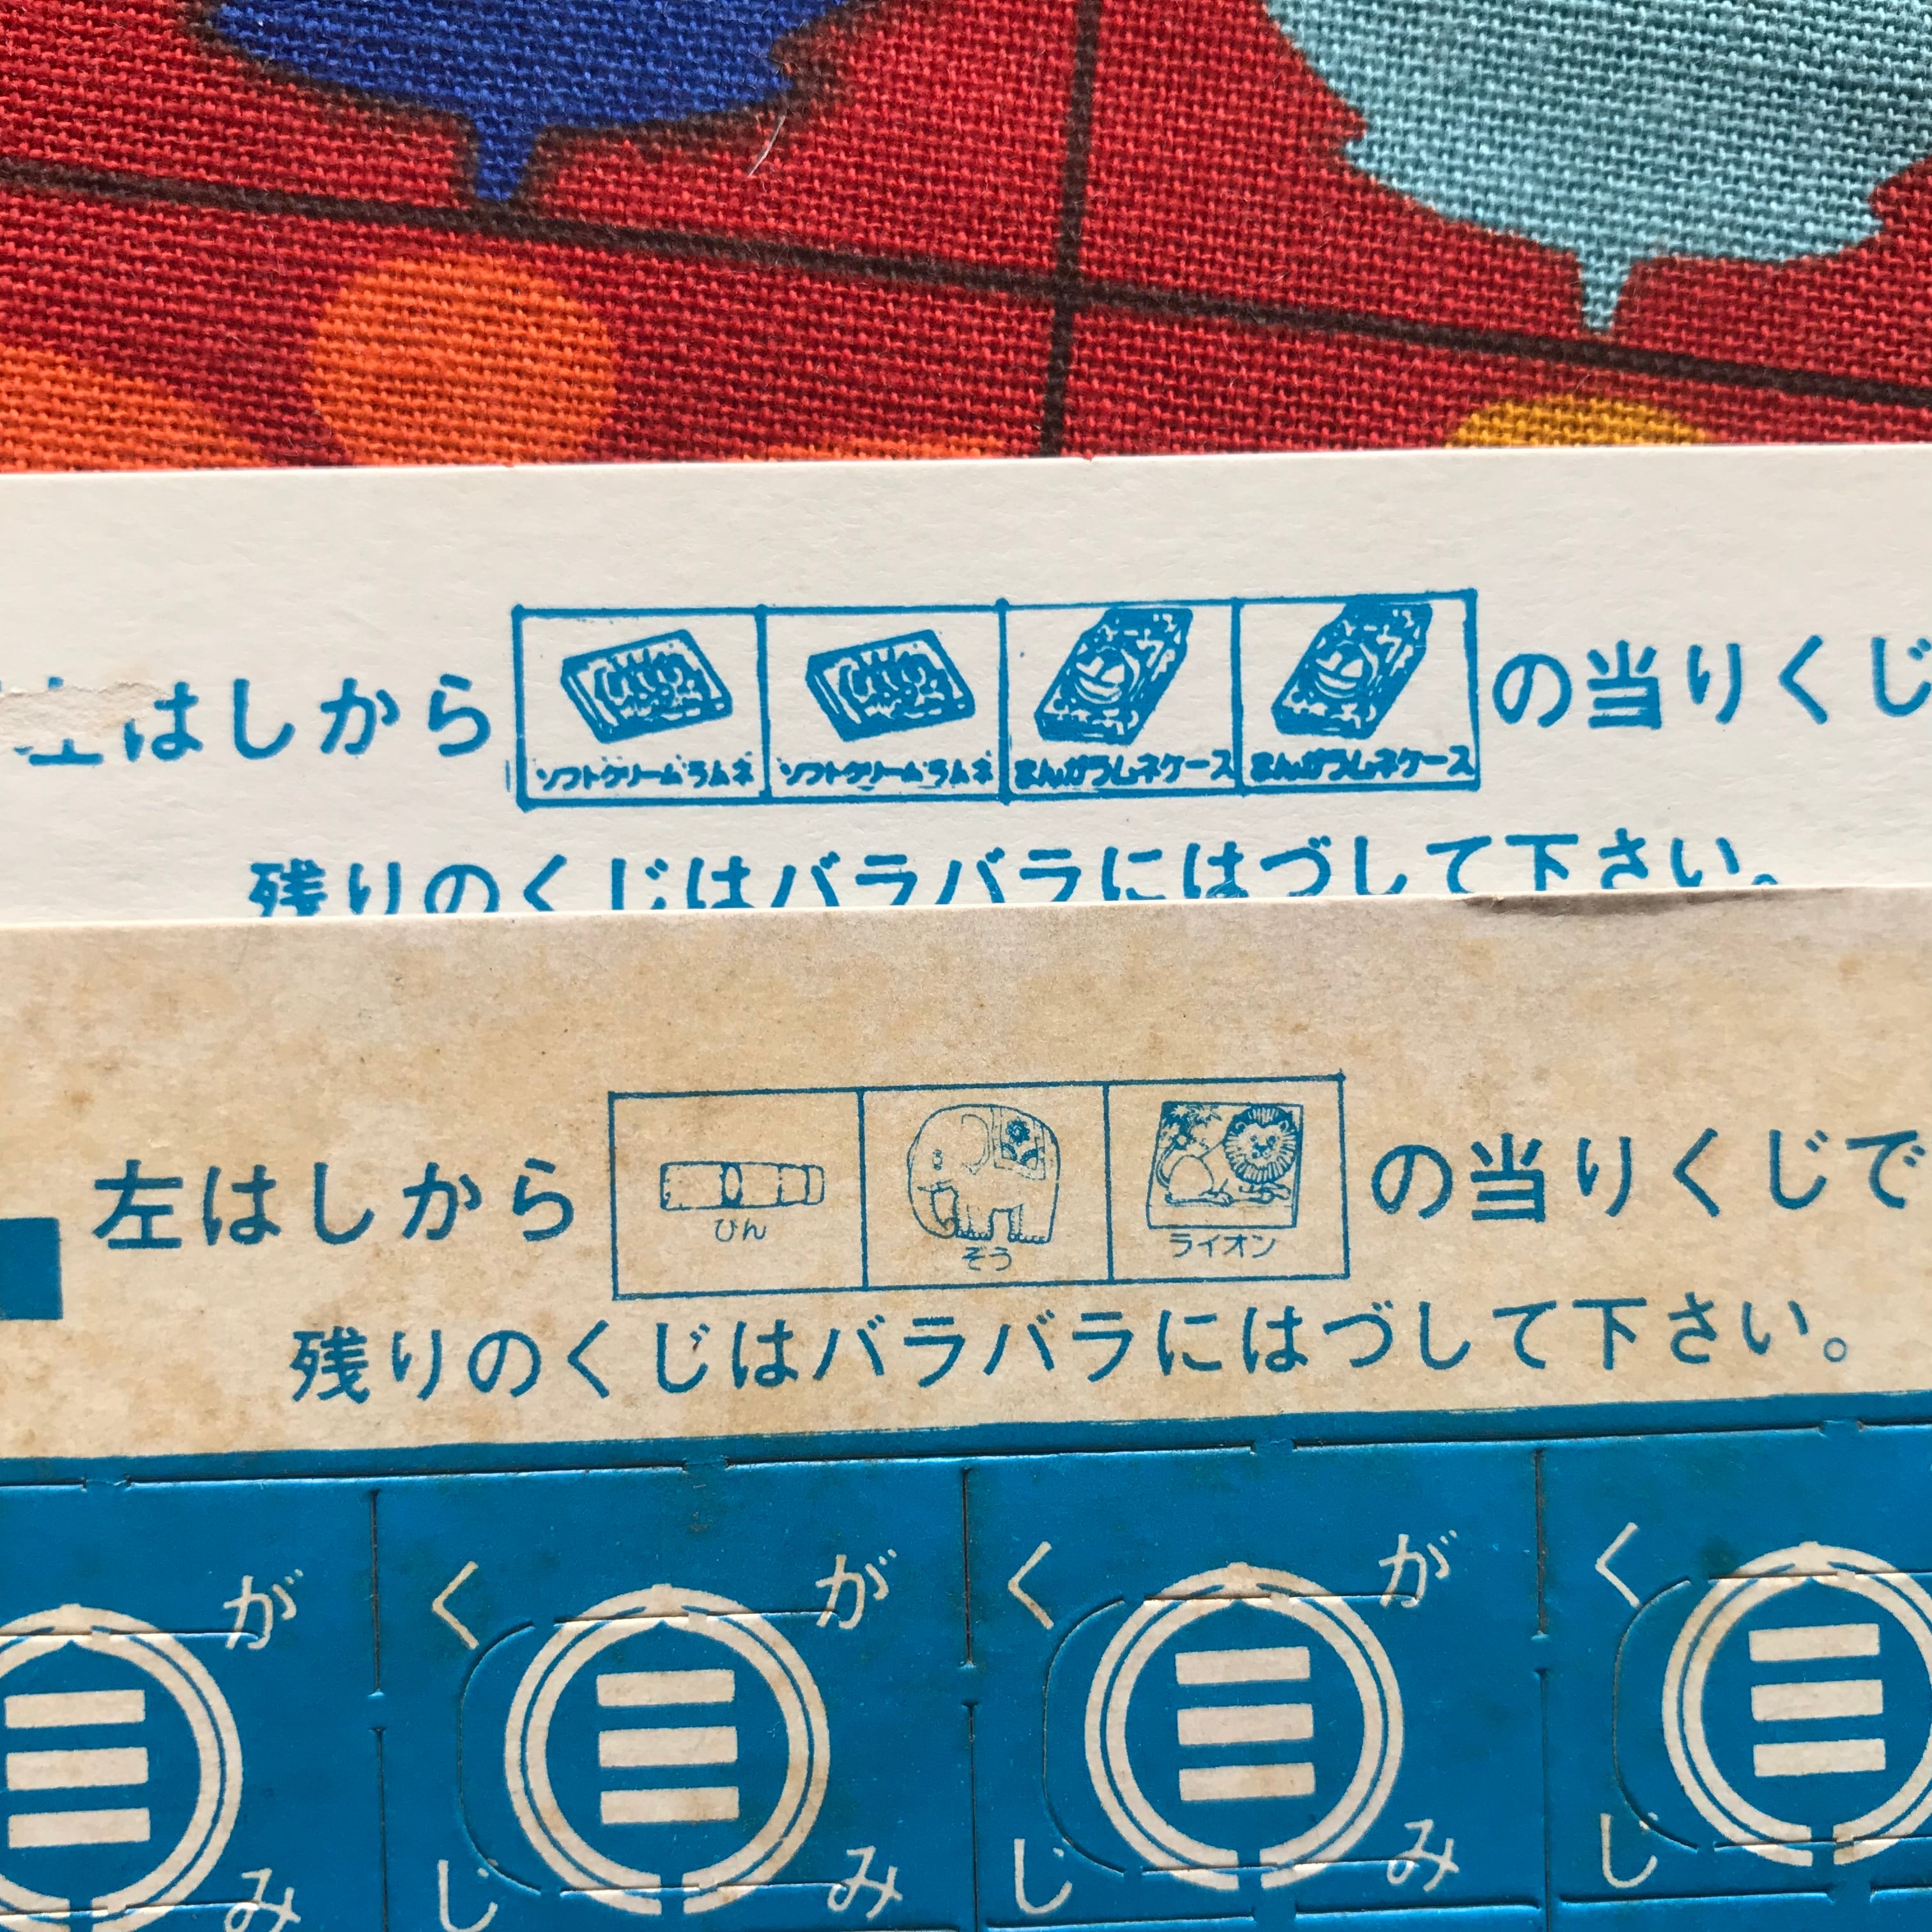 左はしから
ソフトクリームラムネ ソフトクリームラムネ まんがラムネケース まんがラムネケース
の当りくじ
残りのくじはバラバラにはづして下さい。
左はしから
びん ぞう ライオン
の当りくじで
残りのくじはバラバラにはづして下さい。
が く が く が く
み じ み じ み じ